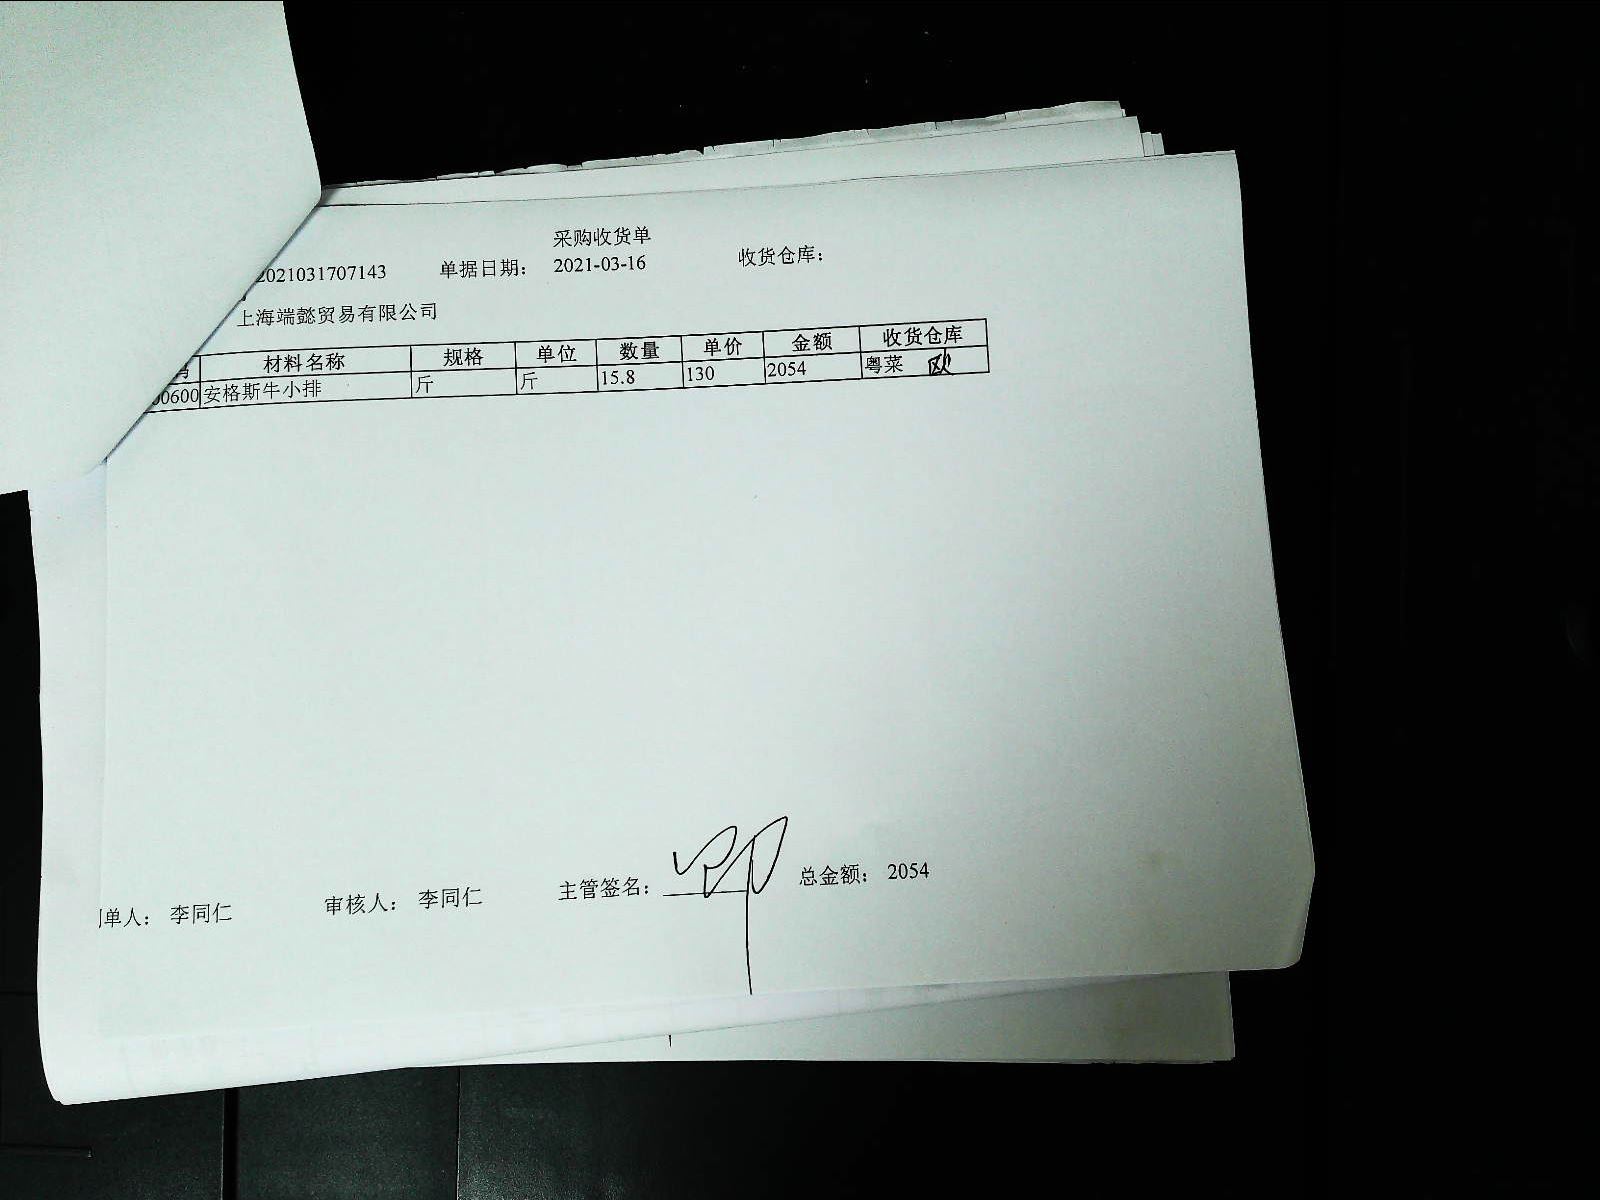 采购收货单
2021031707143 单据日期: 2021-03-16 收货仓库:
上海端懿贸易有限公司
材料名称 规格 单位 数量 单价 金额 收货仓库
00600 安格斯牛小排 斤 斤 15.8 130 2054 粤菜
单人: 李同仁 审核人: 李同仁 主管签名: 总金额: 2054